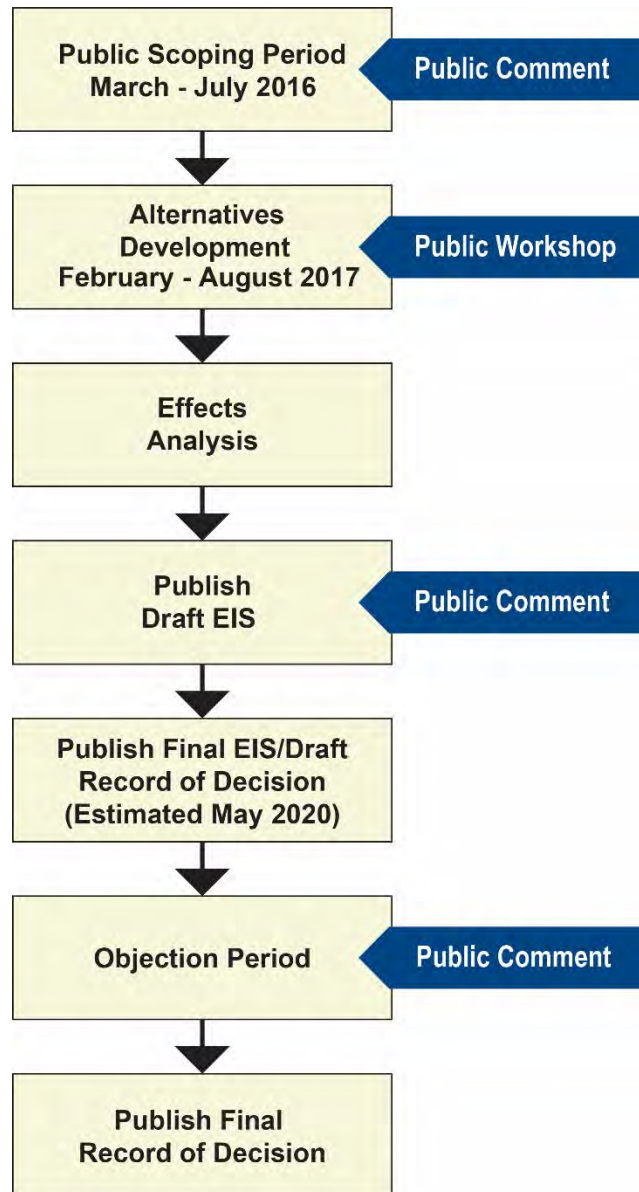 Public Scoping Period
March - July 2016
Public Comment
Alternatives
Development
February - August 2017
Public Workshop
Effects
Analysis
Publish
Draft EIS
Public Comment
Publish Final EIS/Draft
Record of Decision
(Estimated May 2020)
Objection Period
Public Comment
Publish Final
Record of Decision